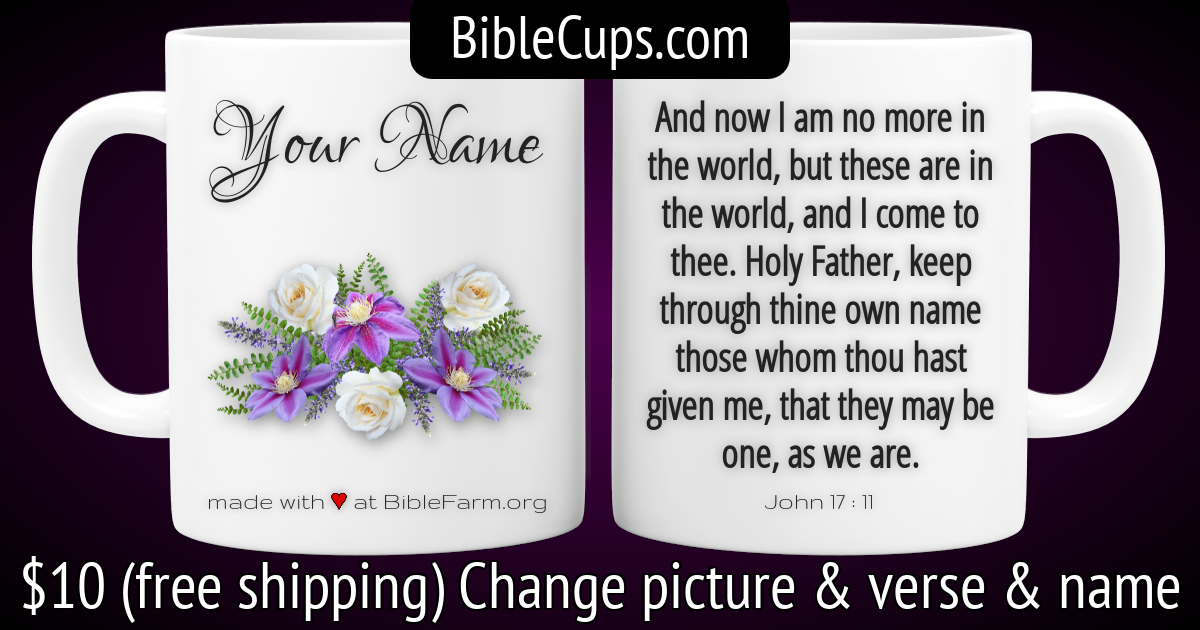 BibleCups.com
Your Name
made with ♥ at BibleFarm.org
And now I am no more in
the world, but these are in
the world, and I come to
thee. Holy Father, keep
through thine own name
those whom thou hast
given me, that they may be
one, as we are.
John 17 : 11
$10 (free shipping) Change picture & verse & name